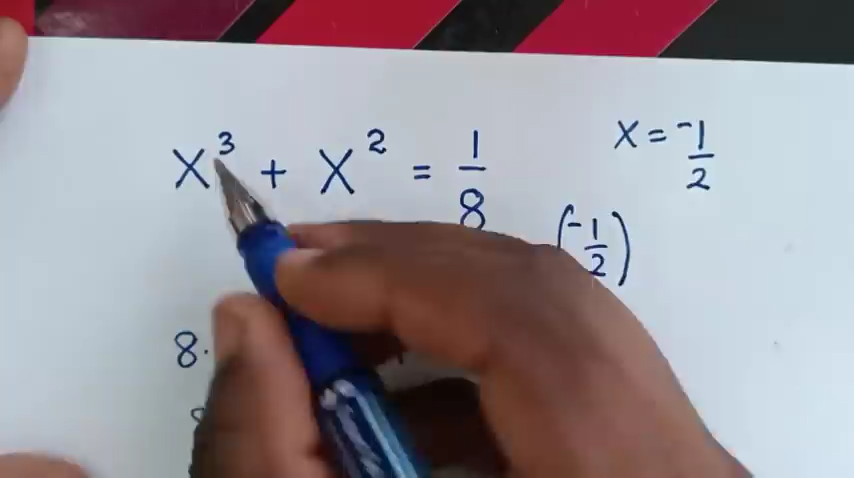 x³ + x² = 1/8
x = -1/2
(-1/2)
8.